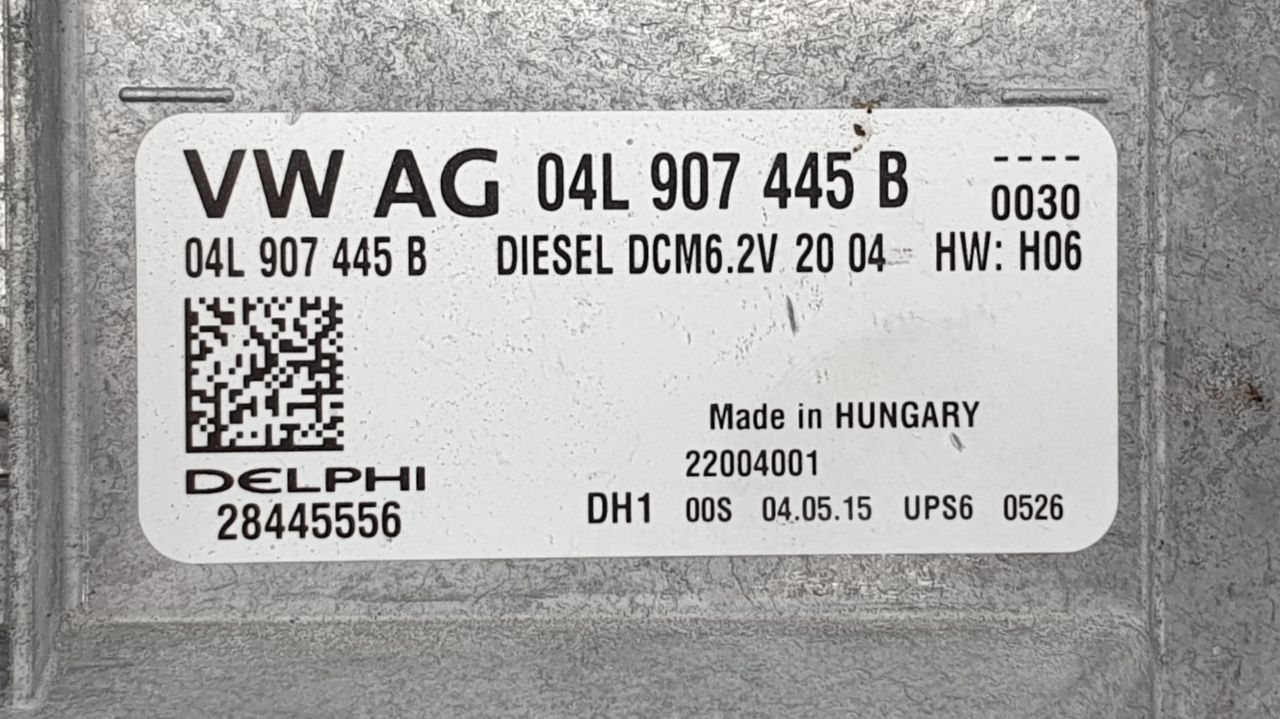 VW AG 04L 907 445 B ----
0030
04L 907 445 B DIESEL DCM6.2V 20 04 HW: H06
Made in HUNGARY
22004001
DELPHI
28445556
DH1 00S 04.05.15 UPS6 0526